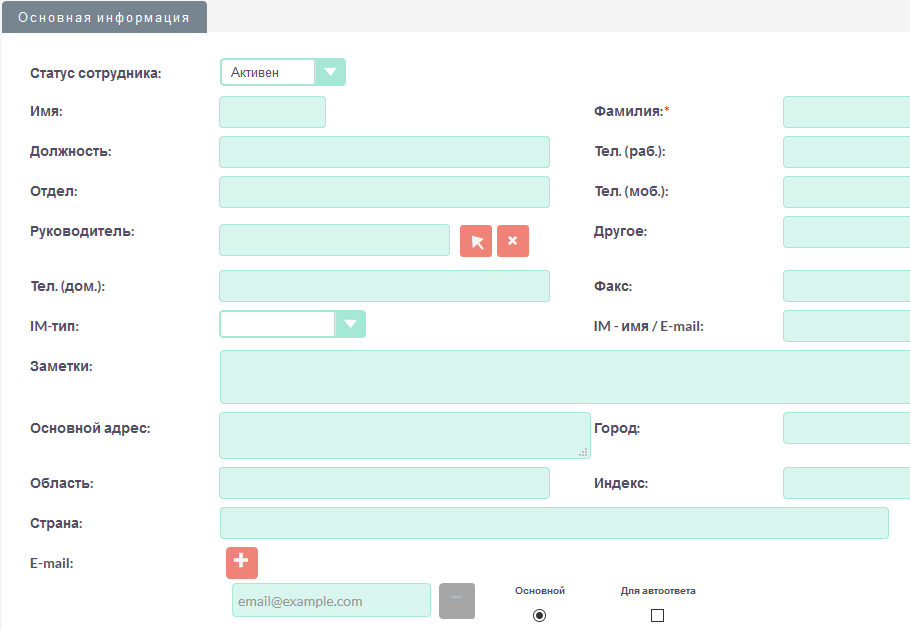 Основная информация
Статус сотрудника: Активен
Имя: Фамилия:*
Должность: Тел. (раб.):
Отдел: Тел. (моб.):
Руководитель: Другое:
Тел. (дом.): Факс:
IM-тип: IM - имя / E-mail:
Заметки:
Основной адрес: Город:
Область: Индекс:
Страна:
E-mail:
email@example.com Основной Для автоответа